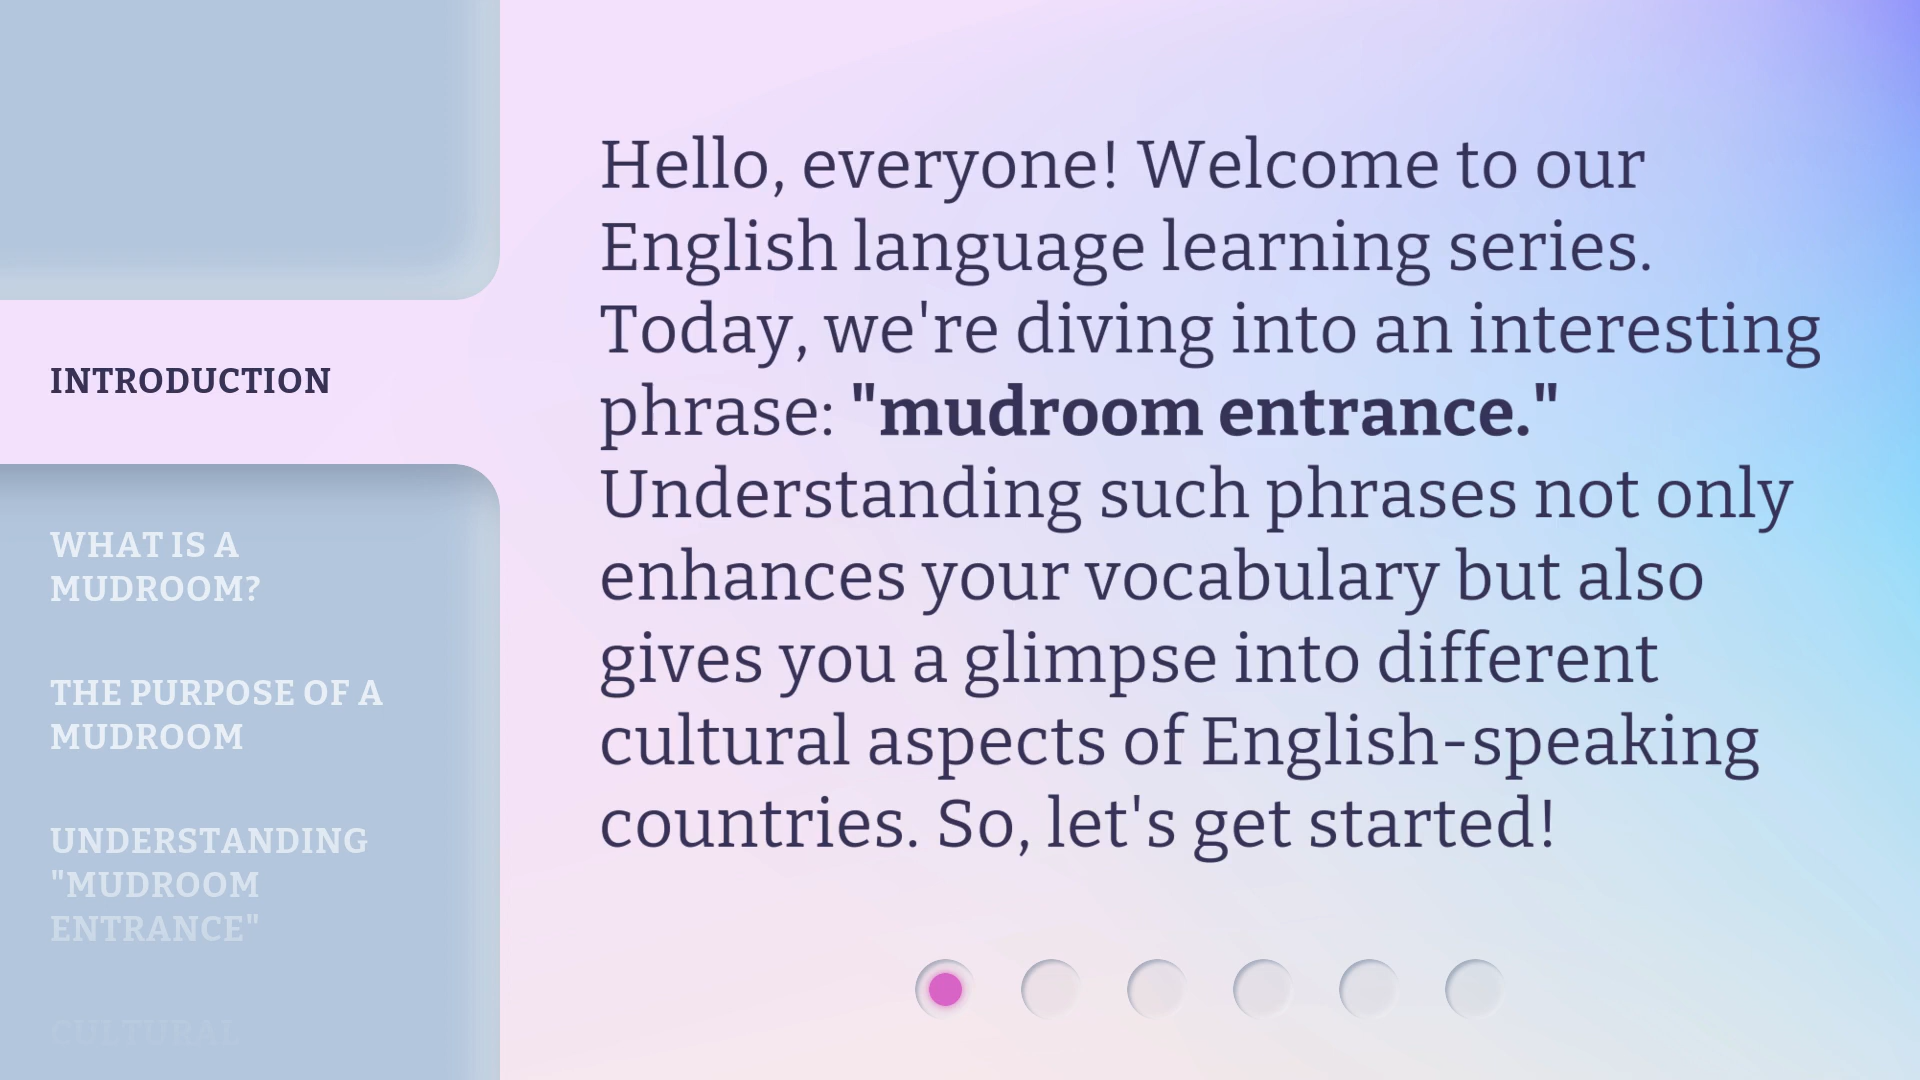 INTRODUCTION
WHAT IS A
MUDROOM?
THE PURPOSE OF A
MUDROOM
UNDERSTANDING
"MUDROOM
ENTRANCE"
CULTURAL
Hello, everyone! Welcome to our
English language learning series.
Today, we're diving into an interesting
phrase: "mudroom entrance."
Understanding such phrases not only
enhances your vocabulary but also
gives you a glimpse into different
cultural aspects of English-speaking
countries. So, let's get started!